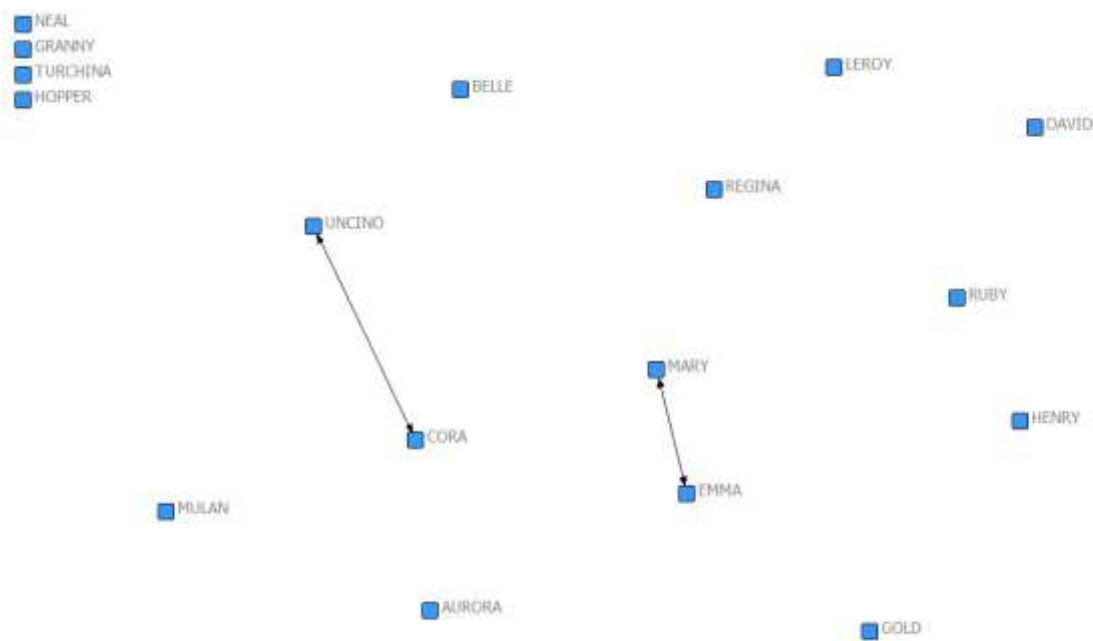 NEAL
GRANNY
TURCHINA
HOPPER
BELLE
LEROY
DAVID
REGINA
UNCINO
RUBY
MARY
HENRY
CORA
EMMA
MULAN
AURORA
GOLD